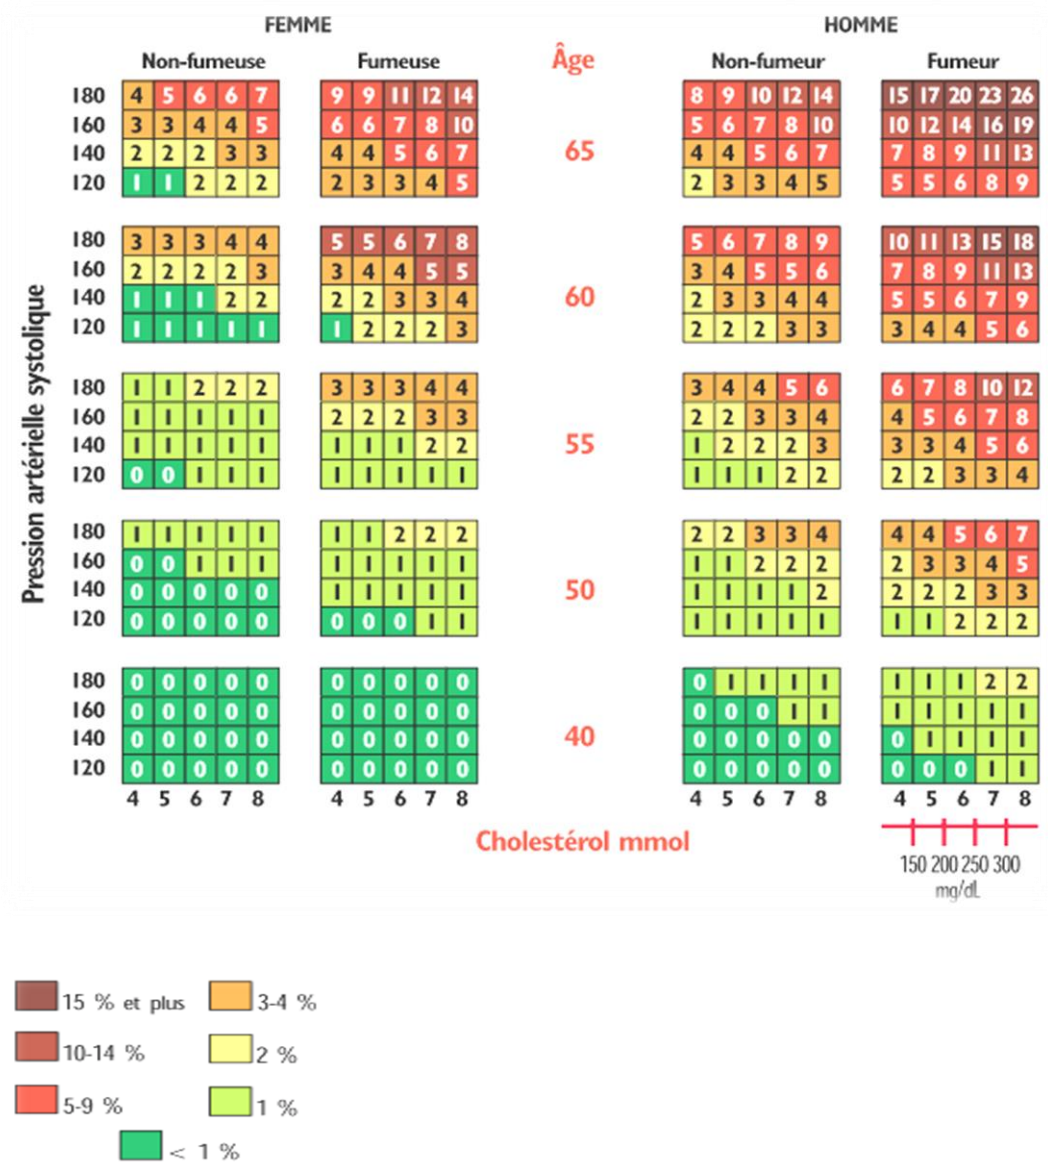 FEMME HOMME
Non-fumeuse Fumeuse Âge Non-fumeur Fumeur
180 4 5 6 6 7 9 9 11 12 14 8 9 10 12 14 15 17 20 23 26
160 3 3 4 4 5 6 6 7 8 10 5 6 7 8 10 10 12 14 16 19
65
140 2 2 2 3 3 4 4 5 6 7 4 4 5 6 7 7 8 9 11 13
120 1 1 2 2 2 2 3 3 4 5 2 3 3 4 5 5 5 6 8 9
180 3 3 3 4 4 5 5 6 7 8 5 6 7 8 9 10 11 13 15 18
160 2 2 2 2 3 3 4 4 5 5 3 4 5 5 6 7 8 9 11 13
60
140 1 1 1 2 2 2 2 3 3 4 2 3 3 4 4 5 5 6 7 9
120 1 1 1 1 1 1 2 2 2 3 2 2 2 3 3 3 4 4 5 6
Pression artérielle systolique
180 1 1 2 2 2 3 3 3 4 4 3 4 4 5 6 6 7 8 10 12
160 1 1 1 1 1 2 2 2 3 3 2 2 3 3 4 4 5 6 7 8
55
140 1 1 1 1 1 1 1 1 2 2 1 2 2 2 3 3 3 4 5 6
120 0 0 1 1 1 1 1 1 1 1 1 1 1 2 2 2 2 3 3 4
180 1 1 1 1 1 1 1 2 2 2 2 2 3 3 4 4 4 5 6 7
160 0 0 1 1 1 1 1 1 1 1 1 1 2 2 2 2 3 3 4 5
50
140 0 0 0 0 0 1 1 1 1 1 1 1 1 1 2 2 2 2 3 3
120 0 0 0 0 0 0 0 0 1 1 1 1 1 1 1 1 1 2 2 2
180 0 0 0 0 0 0 0 0 0 0 0 1 1 1 1 1 1 1 2 2
160 0 0 0 0 0 0 0 0 0 0 0 0 0 1 1 1 1 1 1 1
40
140 0 0 0 0 0 0 0 0 0 0 0 0 0 0 0 0 1 1 1 1
120 0 0 0 0 0 0 0 0 0 0 0 0 0 0 0 0 0 0 1 1
4 5 6 7 8 4 5 6 7 8 4 5 6 7 8 4 5 6 7 8
Cholestérol mmol
150 200 250 300
mg/dL
15 % et plus 3-4 %
10-14 % 2 %
5-9 % 1 %
< 1 %